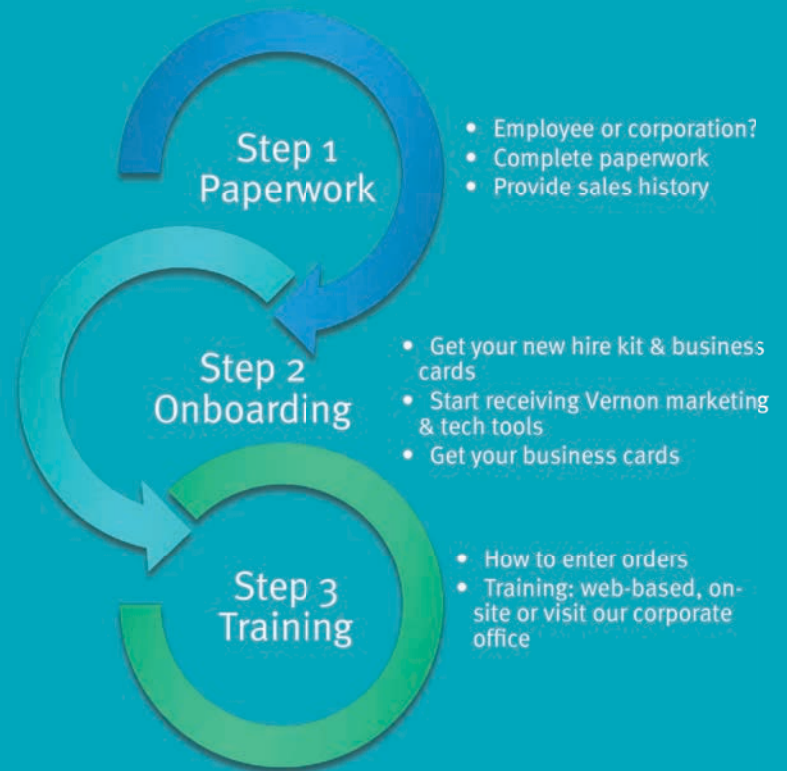 Step 1
Paperwork
• Employee or corporation?
• Complete paperwork
• Provide sales history
Step 2
Onboarding
• Get your new hire kit & business
cards
• Start receiving Vernon marketing
& tech tools
• Get your business cards
Step 3
Training
• How to enter orders
• Training: web-based, on-
site or visit our corporate
office